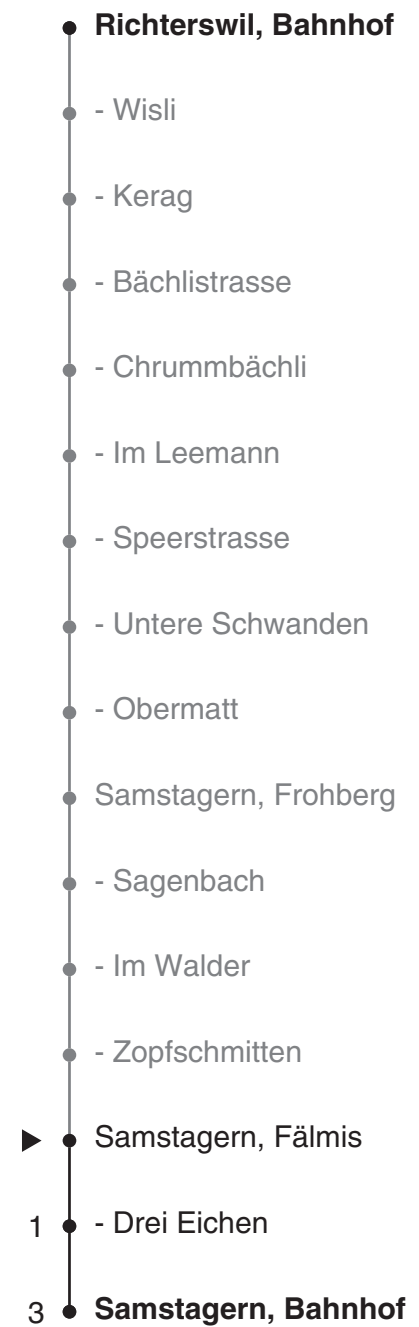 Richterswil, Bahnhof
- Wisli
- Kerag
- Bächlistrasse
- Chrummbächli
- Im Leemann
- Speerstrasse
- Untere Schwanden
- Obermatt
Samstagern, Frohberg
- Sagenbach
- Im Walder
- Zopfschmitten
Samstagern, Fälmis
1 - Drei Eichen
3 Samstagern, Bahnhof